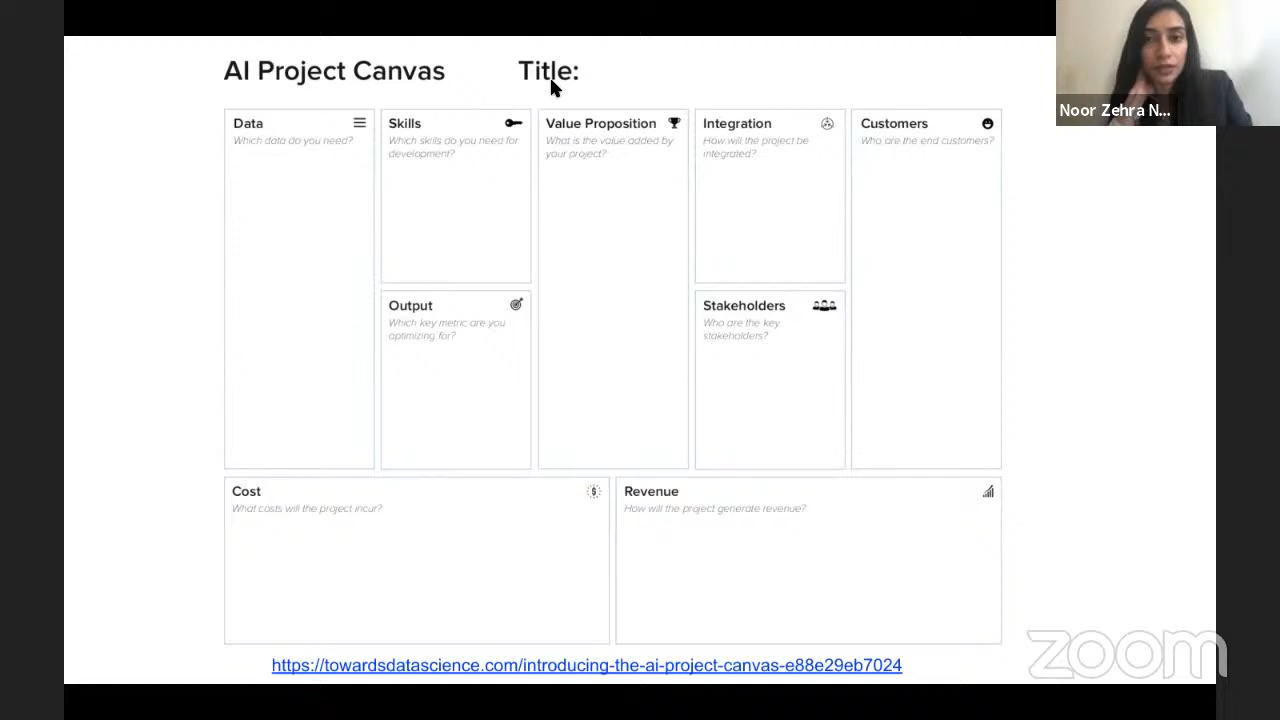 AI Project Canvas
Title:
Noor Zehra N...
Data
Which data do you need?
Skills
Which skills do you need for
development?
Value Proposition
What is the value added by
your project?
Integration
How will the project be
integrated?
Customers
Who are the end customers?
Output
Which key metric are you
optimizing for?
Stakeholders
Who are the key
stakeholders?
Cost
What costs will the project incur?
Revenue
How will the project generate revenue?
https://towardsdatascience.com/introducing-the-ai-project-canvas-e88e29eb7024
zoom